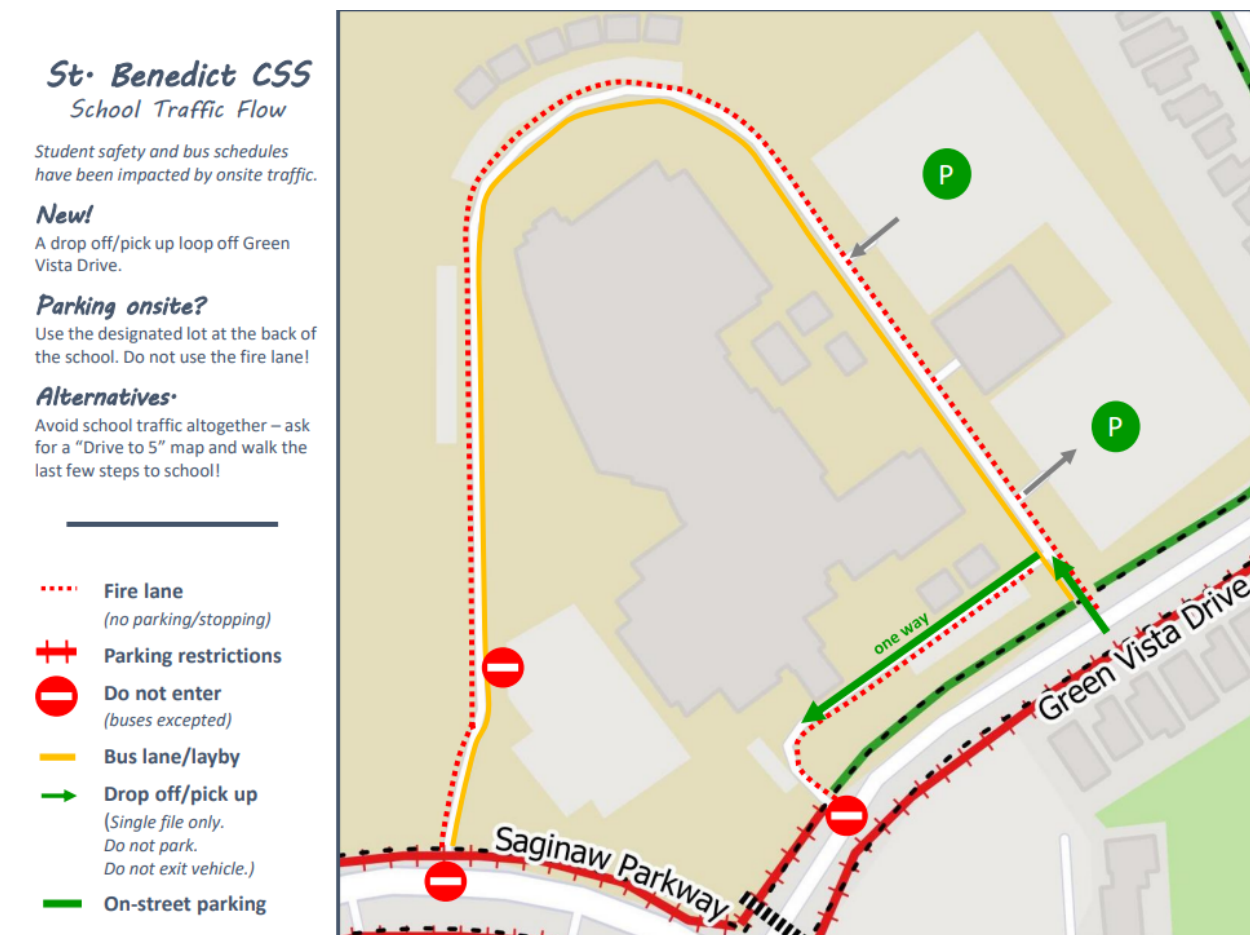 St. Benedict CSS
School Traffic Flow
Student safety and bus schedules
have been impacted by onsite traffic.
New!
A drop off/pick up loop off Green
Vista Drive.
Parking onsite?
Use the designated lot at the back of
the school. Do not use the fire lane!
Alternatives.
Avoid school traffic altogether – ask
for a “Drive to 5” map and walk the
last few steps to school!
Fire lane
(no parking/stopping)
Parking restrictions
Do not enter
(buses excepted)
Bus lane/layby
Drop off/pick up
(Single file only.
Do not park.
Do not exit vehicle.)
On-street parking
P
P
one way
Green Vista Drive
Saginaw Parkway